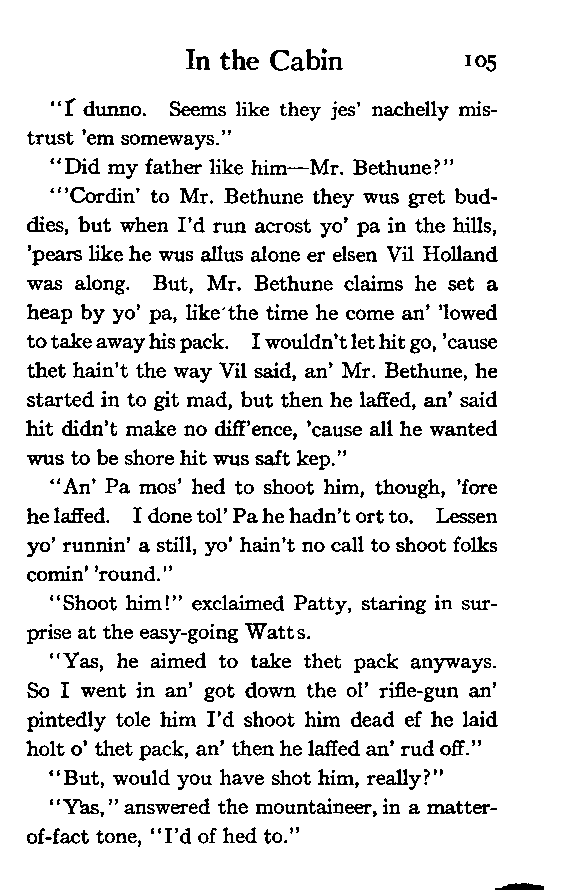 In the Cabin 105
"I dunno. Seems like they jes' nachelly mis-
trust 'em someways."
"Did my father like him—Mr. Bethune?"
"'Cordin' to Mr. Bethune they wus gret bud-
dies, but when I'd run acrost yo' pa in the hills,
'pears like he wus allus alone er elsen Vil Holland
was along. But, Mr. Bethune claims he set a
heap by yo' pa, like the time he come an' 'lowed
to take away his pack. I wouldn't let hit go, 'cause
thet hain't the way Vil said, an' Mr. Bethune, he
started in to git mad, but then he laffed, an' said
hit didn't make no diff'ence, 'cause all he wanted
wus to be shore hit wus saft kep."
"An' Pa mos' hed to shoot him, though, 'fore
he laffed. I done tol' Pa he hadn't ort to. Lessen
yo' runnin' a still, yo' hain't no call to shoot folks
comin' 'round."
"Shoot him!" exclaimed Patty, staring in sur-
prise at the easy-going Watts.
"Yas, he aimed to take thet pack anyways.
So I went in an' got down the ol' rifle-gun an'
pintedly tole him I'd shoot him dead ef he laid
holt o' thet pack, an' then he laffed an' rud off."
"But, would you have shot him, really?"
"Yas," answered the mountaineer, in a matter-
of-fact tone, "I'd of hed to."